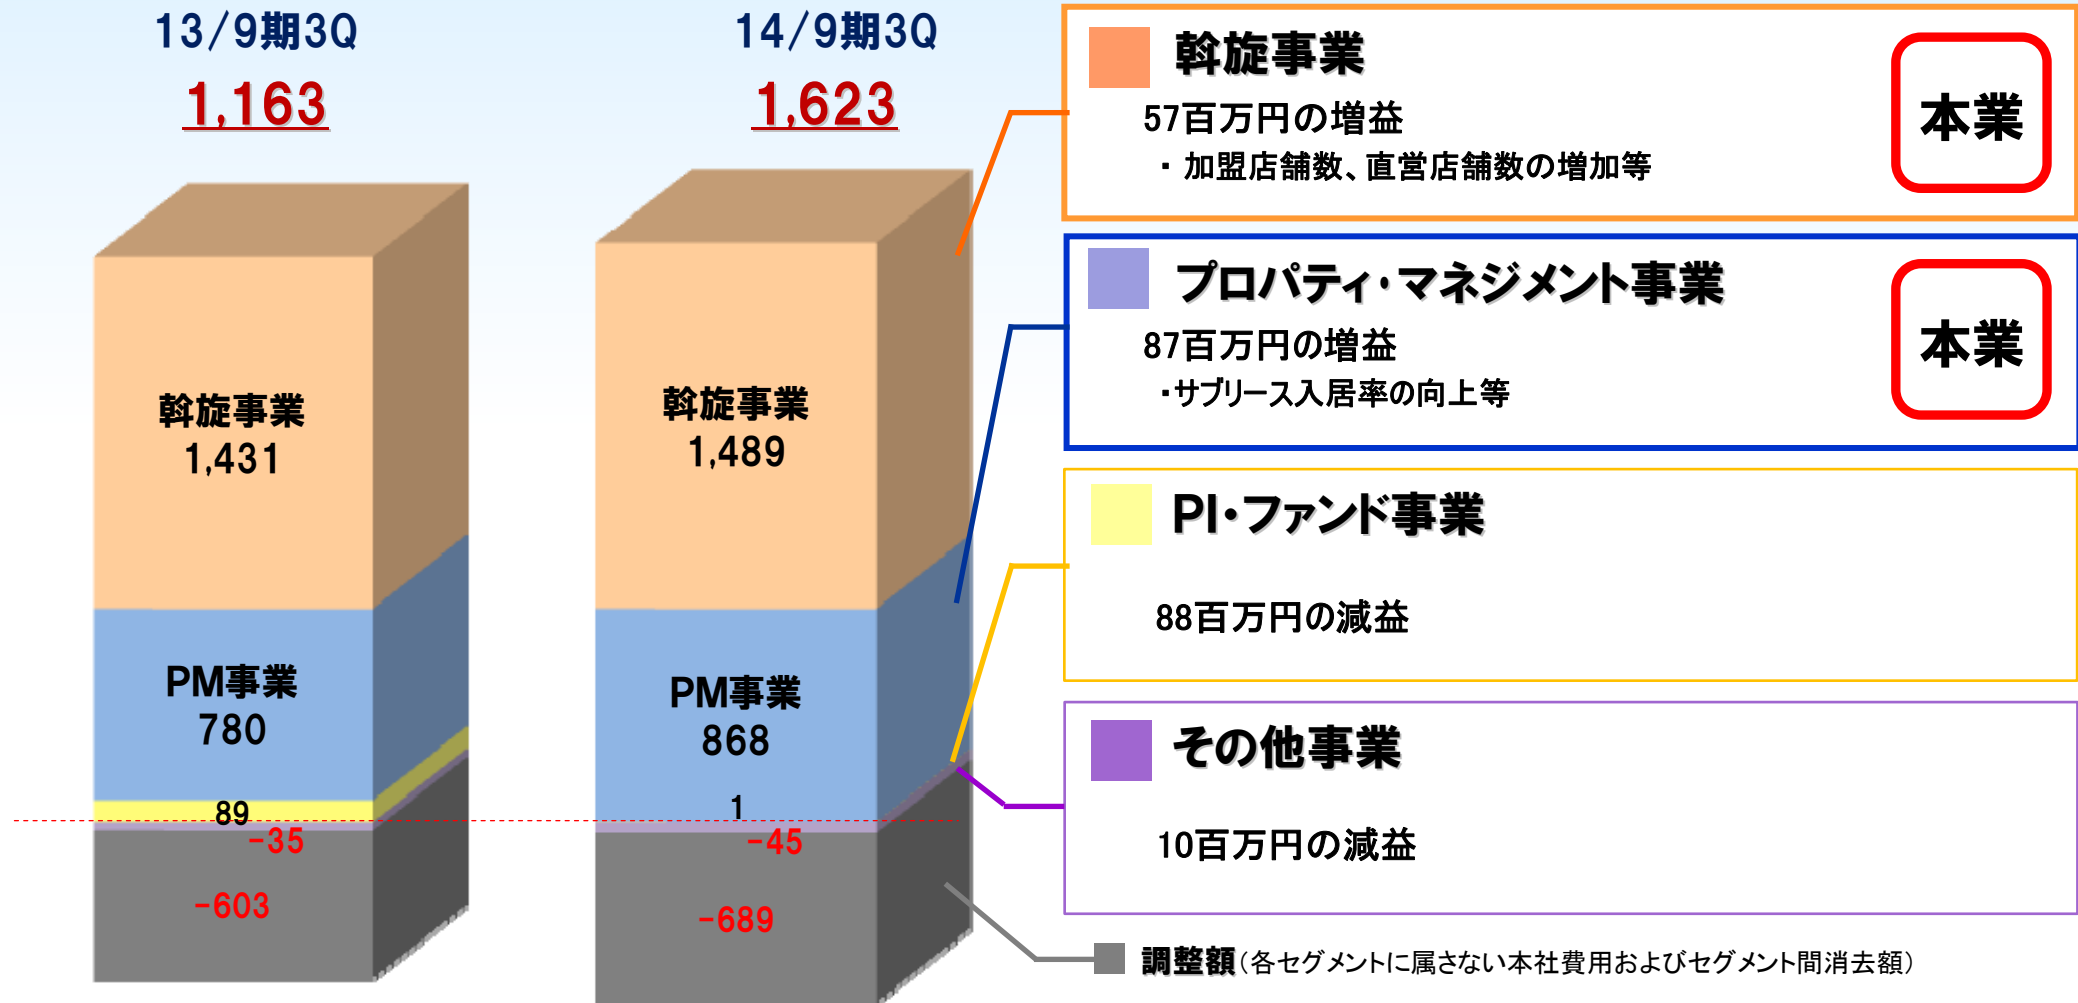 13/9期3Q
1,163
斡旋事業
1,431
PM事業
780
89
-35
-603
14/9期3Q
1,623
斡旋事業
1,489
PM事業
868
1
-45
-689
斡旋事業
本業
57百万円の増益
・ 加盟店舗数、直営店舗数の増加等
プロパティ・マネジメント事業
本業
87百万円の増益
・サブリース入居率の向上等
PI・ファンド事業
88百万円の減益
その他事業
10百万円の減益
調整額（各セグメントに属さない本社費用およびセグメント間消去額）